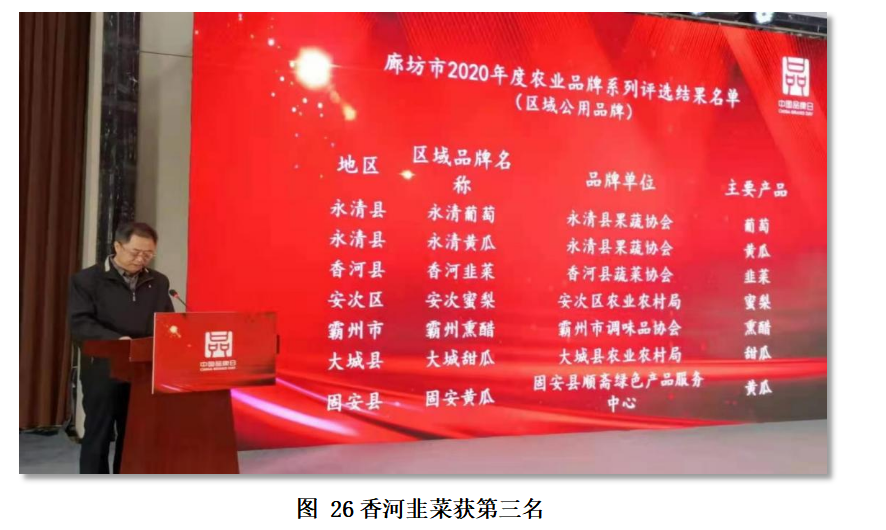 廊坊市2020年度农业品牌系列评选结果名单
（区域公用品牌）
中国品牌日
地区 区域品牌名称 品牌单位 主要产品
永清县 永清葡萄 永清县果蔬协会 葡萄
永清县 永清黄瓜 永清县果蔬协会 黄瓜
香河县 香河韭菜 香河县蔬菜协会 韭菜
安次区 安次蜜梨 安次区农业农村局 蜜梨
霸州市 霸州熏醋 霸州市调味品协会 熏醋
大城县 大城甜瓜 大城县农业农村局 甜瓜
固安县 固安黄瓜 固安县顺斋绿色产品服务中心 黄瓜
中国品牌日
图 26香河韭菜获第三名